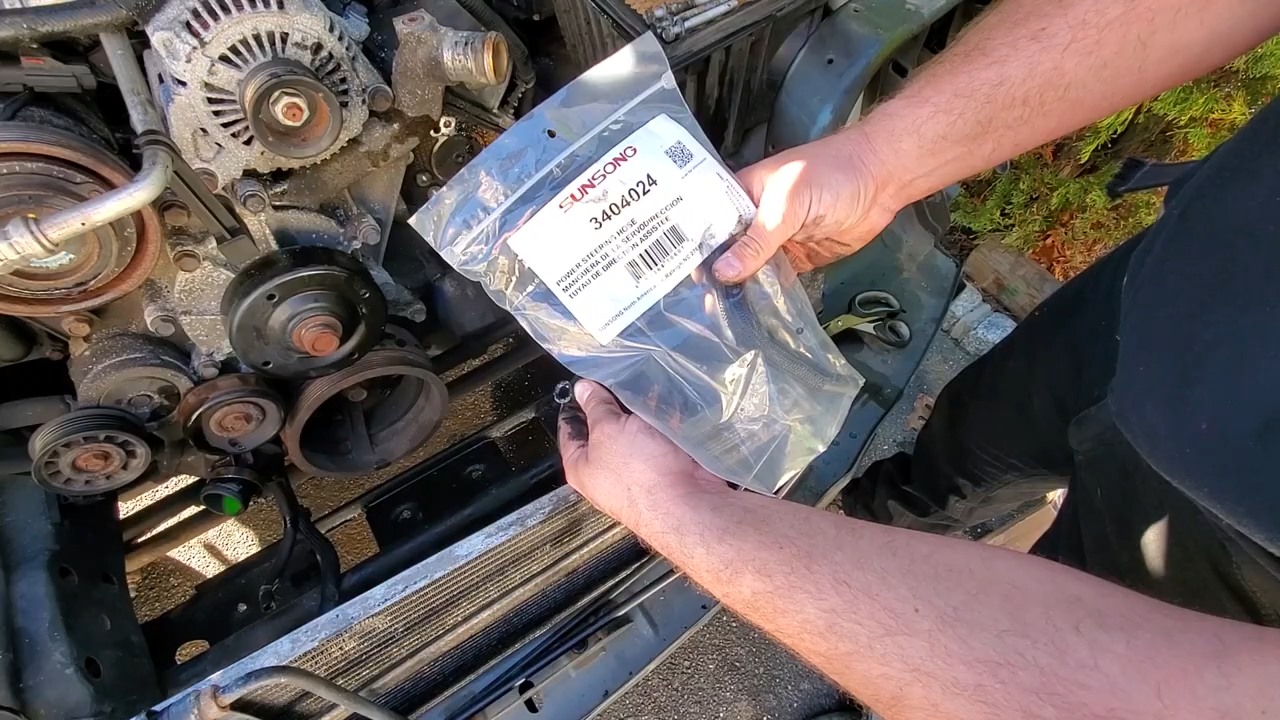 SUNSONG
3404024
POWER STEERING HOSE
MANGUERA DE LA SERVODIRECCION
TUYAU DE DIRECTION ASSISTEE
SUNSONG North America